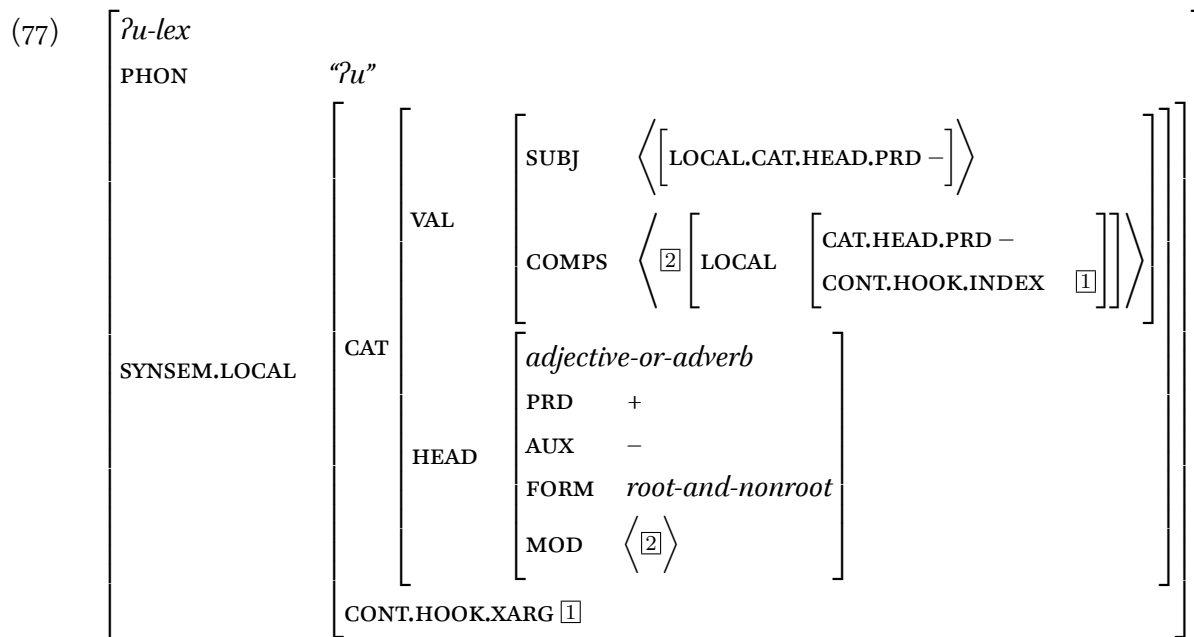 (77)
ʔu-lex
PHON “ʔu”
SUBJ ⟨[LOCAL.CAT.HEAD.PRD −]⟩
VAL
CAT.HEAD.PRD −
COMPS ⟨ 2 [LOCAL
CONT.HOOK.INDEX 1 ]]⟩
CAT
adjective-or-adverb
SYNSEM.LOCAL
PRD +
AUX −
HEAD
FORM root-and-nonroot
MOD ⟨ 2 ⟩
CONT.HOOK.XARG 1